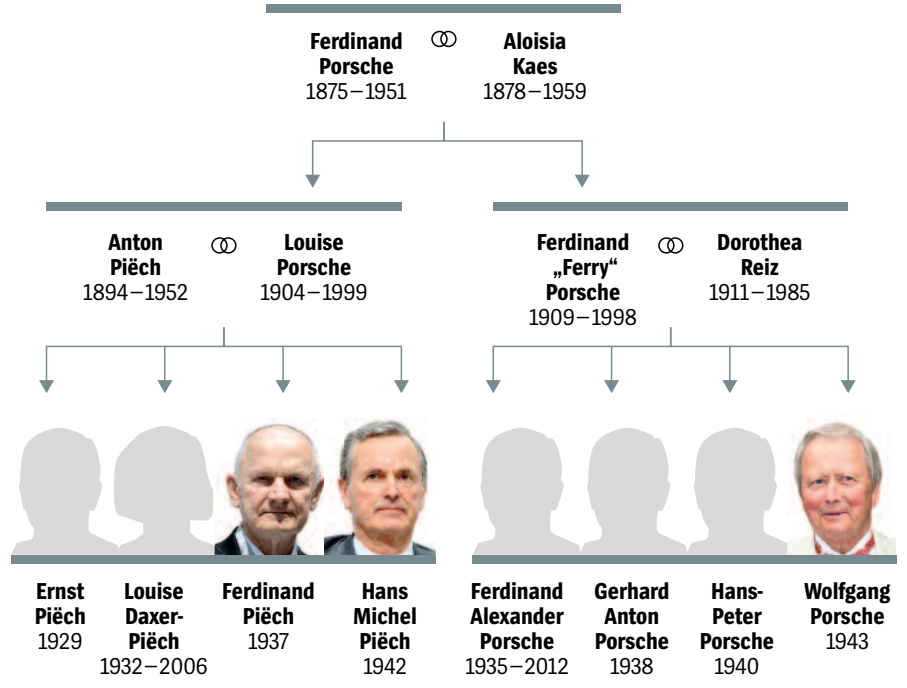 Ferdinand
Porsche
1875–1951
Aloisia
Kaes
1878–1959
Anton
Piëch
1894–1952
Louise
Porsche
1904–1999
Ferdinand
„Ferry“
Porsche
1909–1998
Dorothea
Reiz
1911–1985
Ernst
Piëch
1929
Louise
Daxer-
Piëch
1932–2006
Ferdinand
Piëch
1937
Hans
Michel
Piëch
1942
Ferdinand
Alexander
Porsche
1935–2012
Gerhard
Anton
Porsche
1938
Hans-
Peter
Porsche
1940
Wolfgang
Porsche
1943